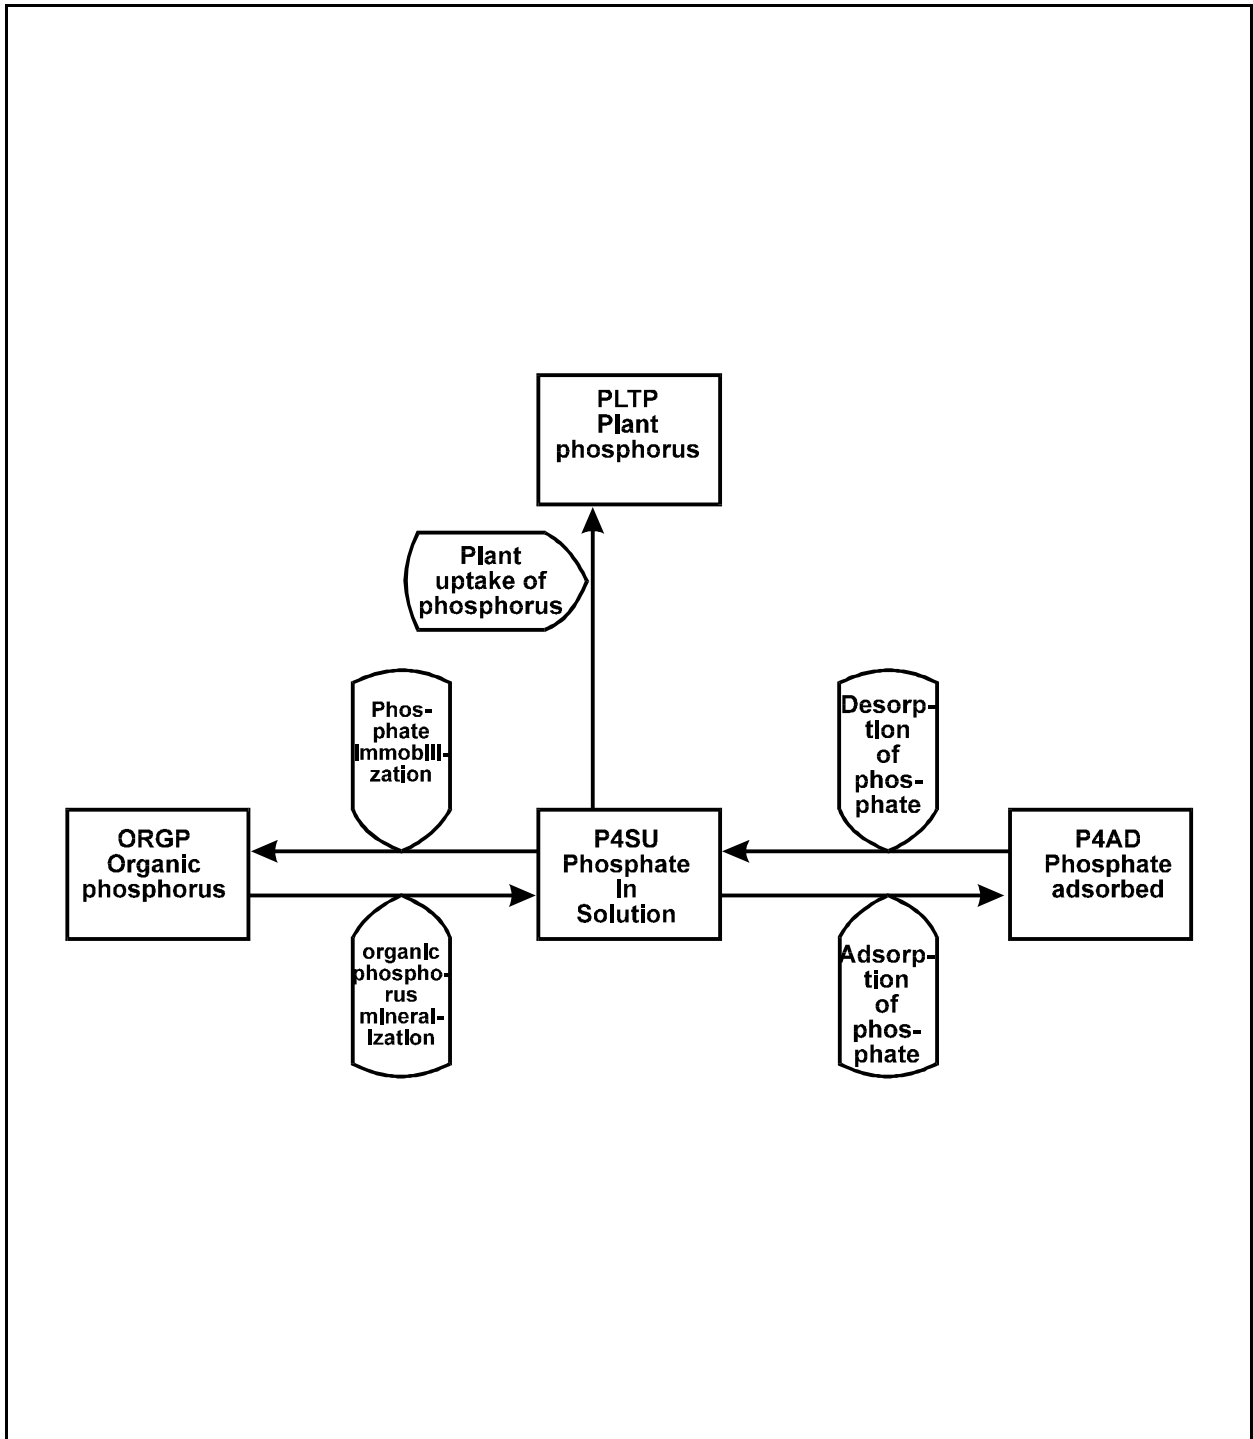 PLTP
Plant
phosphorus
Plant
uptake of
phosphorus
Phos-
phate
Immobili-
zation
Desorp-
tion
of
phos-
phate
ORGP
Organic
phosphorus
P4SU
Phosphate
In
Solution
P4AD
Phosphate
adsorbed
organic
phospho-
rus
mineral-
ization
Adsorp-
tion
of
phos-
phate